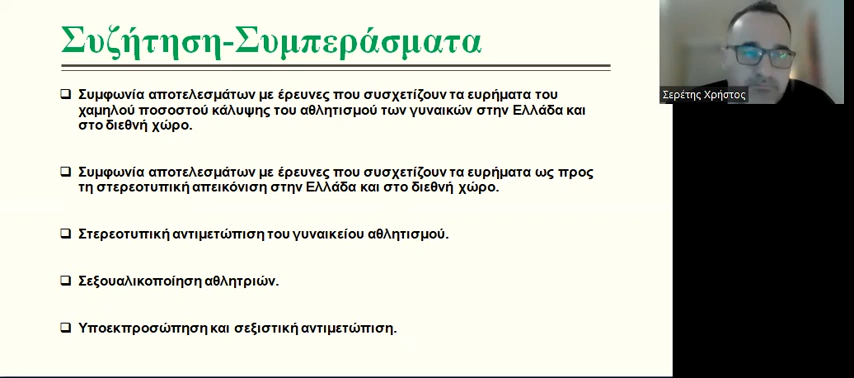 Συζήτηση-Συμπεράσματα
Συμφωνία αποτελεσμάτων με έρευνες που συσχετίζουν τα ευρήματα του
χαμηλού ποσοστού κάλυψης του αθλητισμού των γυναικών στην Ελλάδα και
στο διεθνή χώρο.
Συμφωνία αποτελεσμάτων με έρευνες που συσχετίζουν τα ευρήματα ως προς
τη στερεοτυπική απεικόνιση στην Ελλάδα και στο διεθνή χώρο.
Στερεοτυπική αντιμετώπιση του γυναικείου αθλητισμού.
Σεξουαλικοποίηση αθλητριών.
Υποεκπροσώπηση και σεξιστική αντιμετώπιση.
Σερέτης Χρήστος